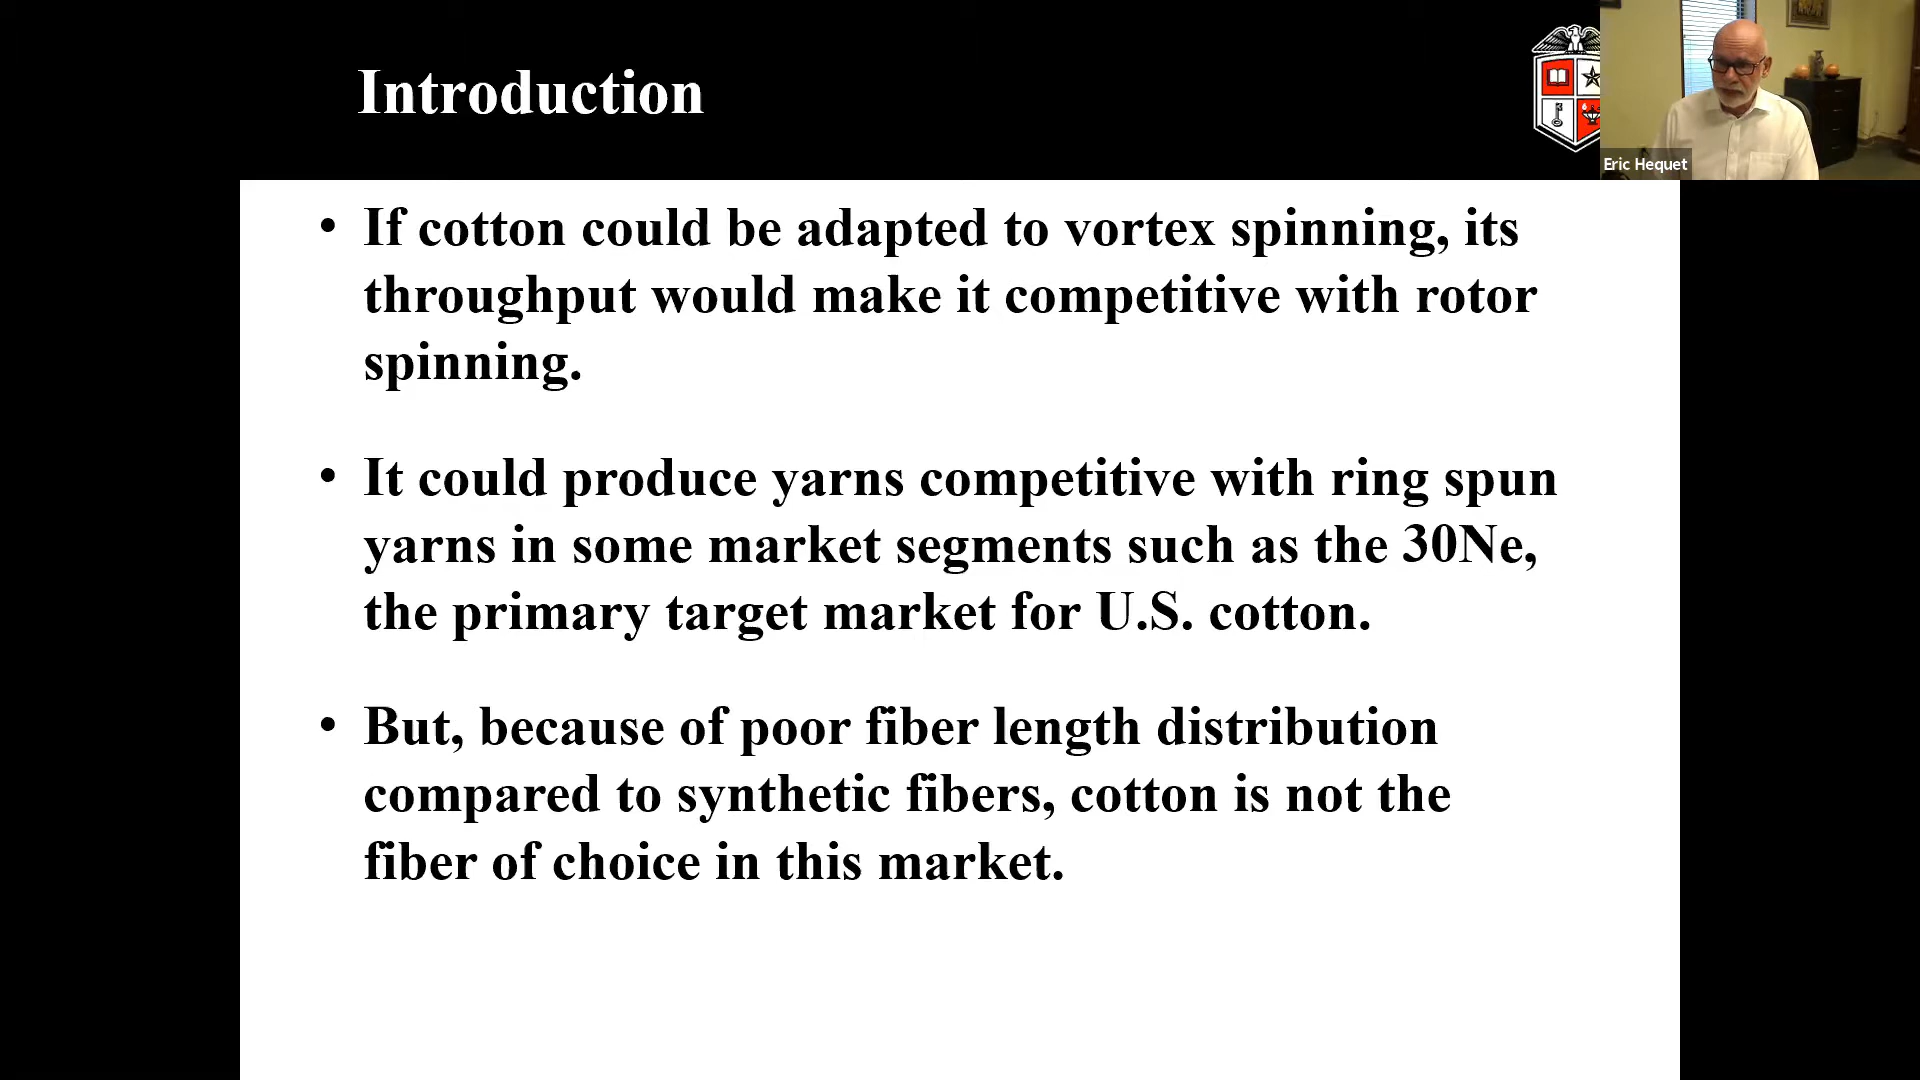 Introduction
Eric Hequet
• If cotton could be adapted to vortex spinning, its
throughput would make it competitive with rotor
spinning.
• It could produce yarns competitive with ring spun
yarns in some market segments such as the 30Ne,
the primary target market for U.S. cotton.
• But, because of poor fiber length distribution
compared to synthetic fibers, cotton is not the
fiber of choice in this market.